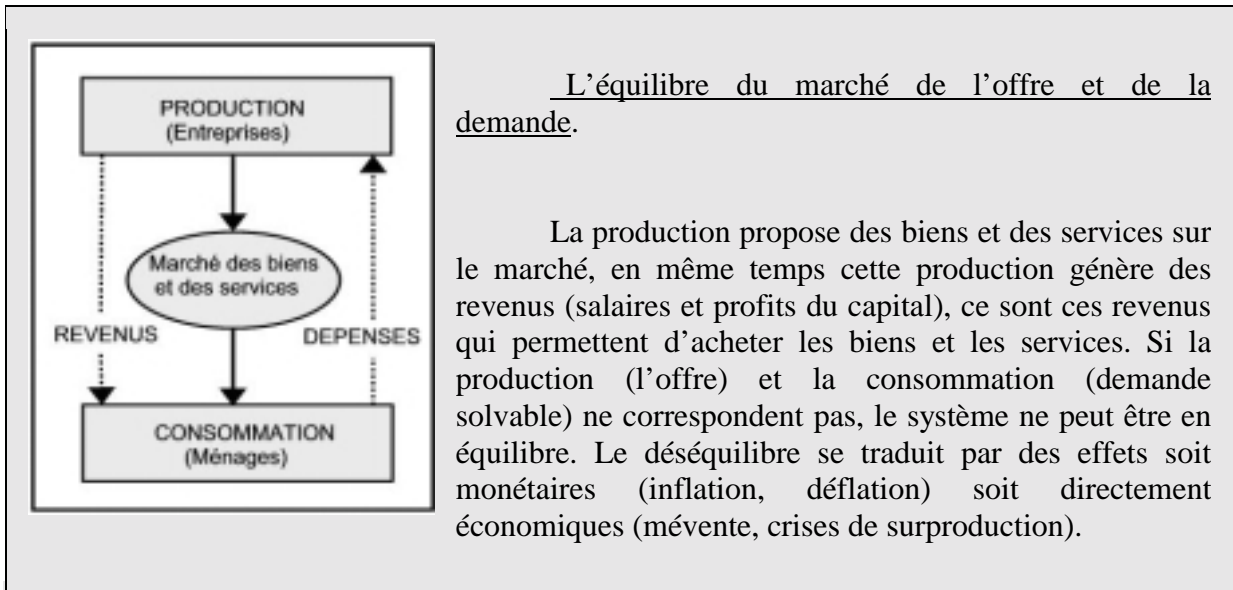 PRODUCTION
(Entreprises)
Marché des biens
et des services
REVENUS
DEPENSES
CONSOMMATION
(Ménages)
L’équilibre du marché de l’offre et de la
demande.
La production propose des biens et des services sur
le marché, en même temps cette production génère des
revenus (salaires et profits du capital), ce sont ces revenus
qui permettent d’acheter les biens et les services. Si la
production (l’offre) et la consommation (demande
solvable) ne correspondent pas, le système ne peut être en
équilibre. Le déséquilibre se traduit par des effets soit
monétaires (inflation, déflation) soit directement
économiques (mévente, crises de surproduction).